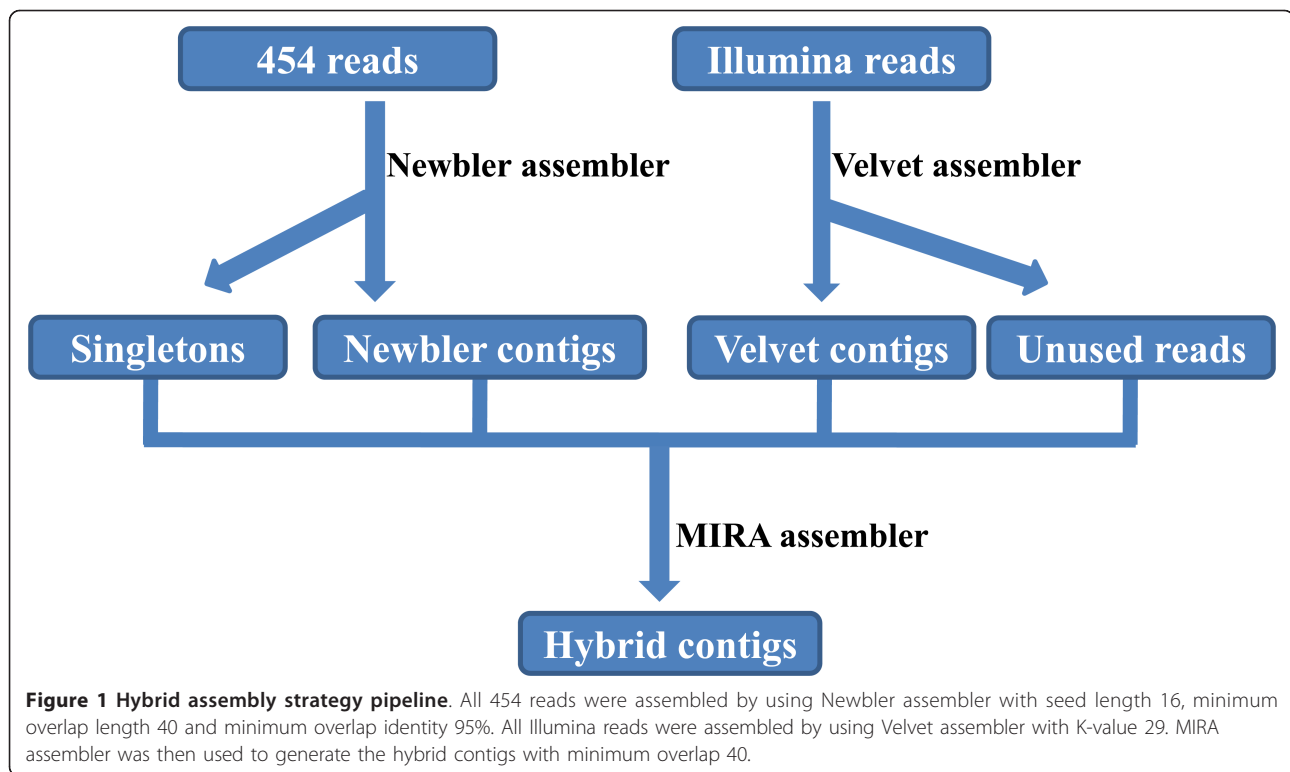 454 reads
Illumina reads
Newbler assembler
Velvet assembler
Singletons
Newbler contigs
Velvet contigs
Unused reads
MIRA assembler
Hybrid contigs
Figure 1 Hybrid assembly strategy pipeline. All 454 reads were assembled by using Newbler assembler with seed length 16, minimum
overlap length 40 and minimum overlap identity 95%. All Illumina reads were assembled by using Velvet assembler with K-value 29. MIRA
assembler was then used to generate the hybrid contigs with minimum overlap 40.